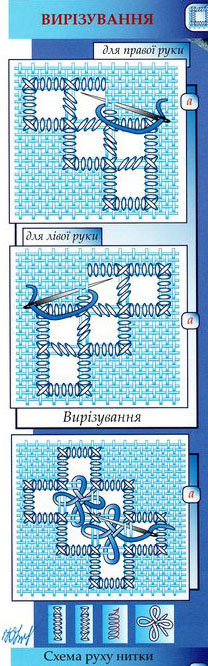 ВИРІЗУВАННЯ
для правої руки
а
для лівої руки
а
Вирізування
а
Схема руху нитки